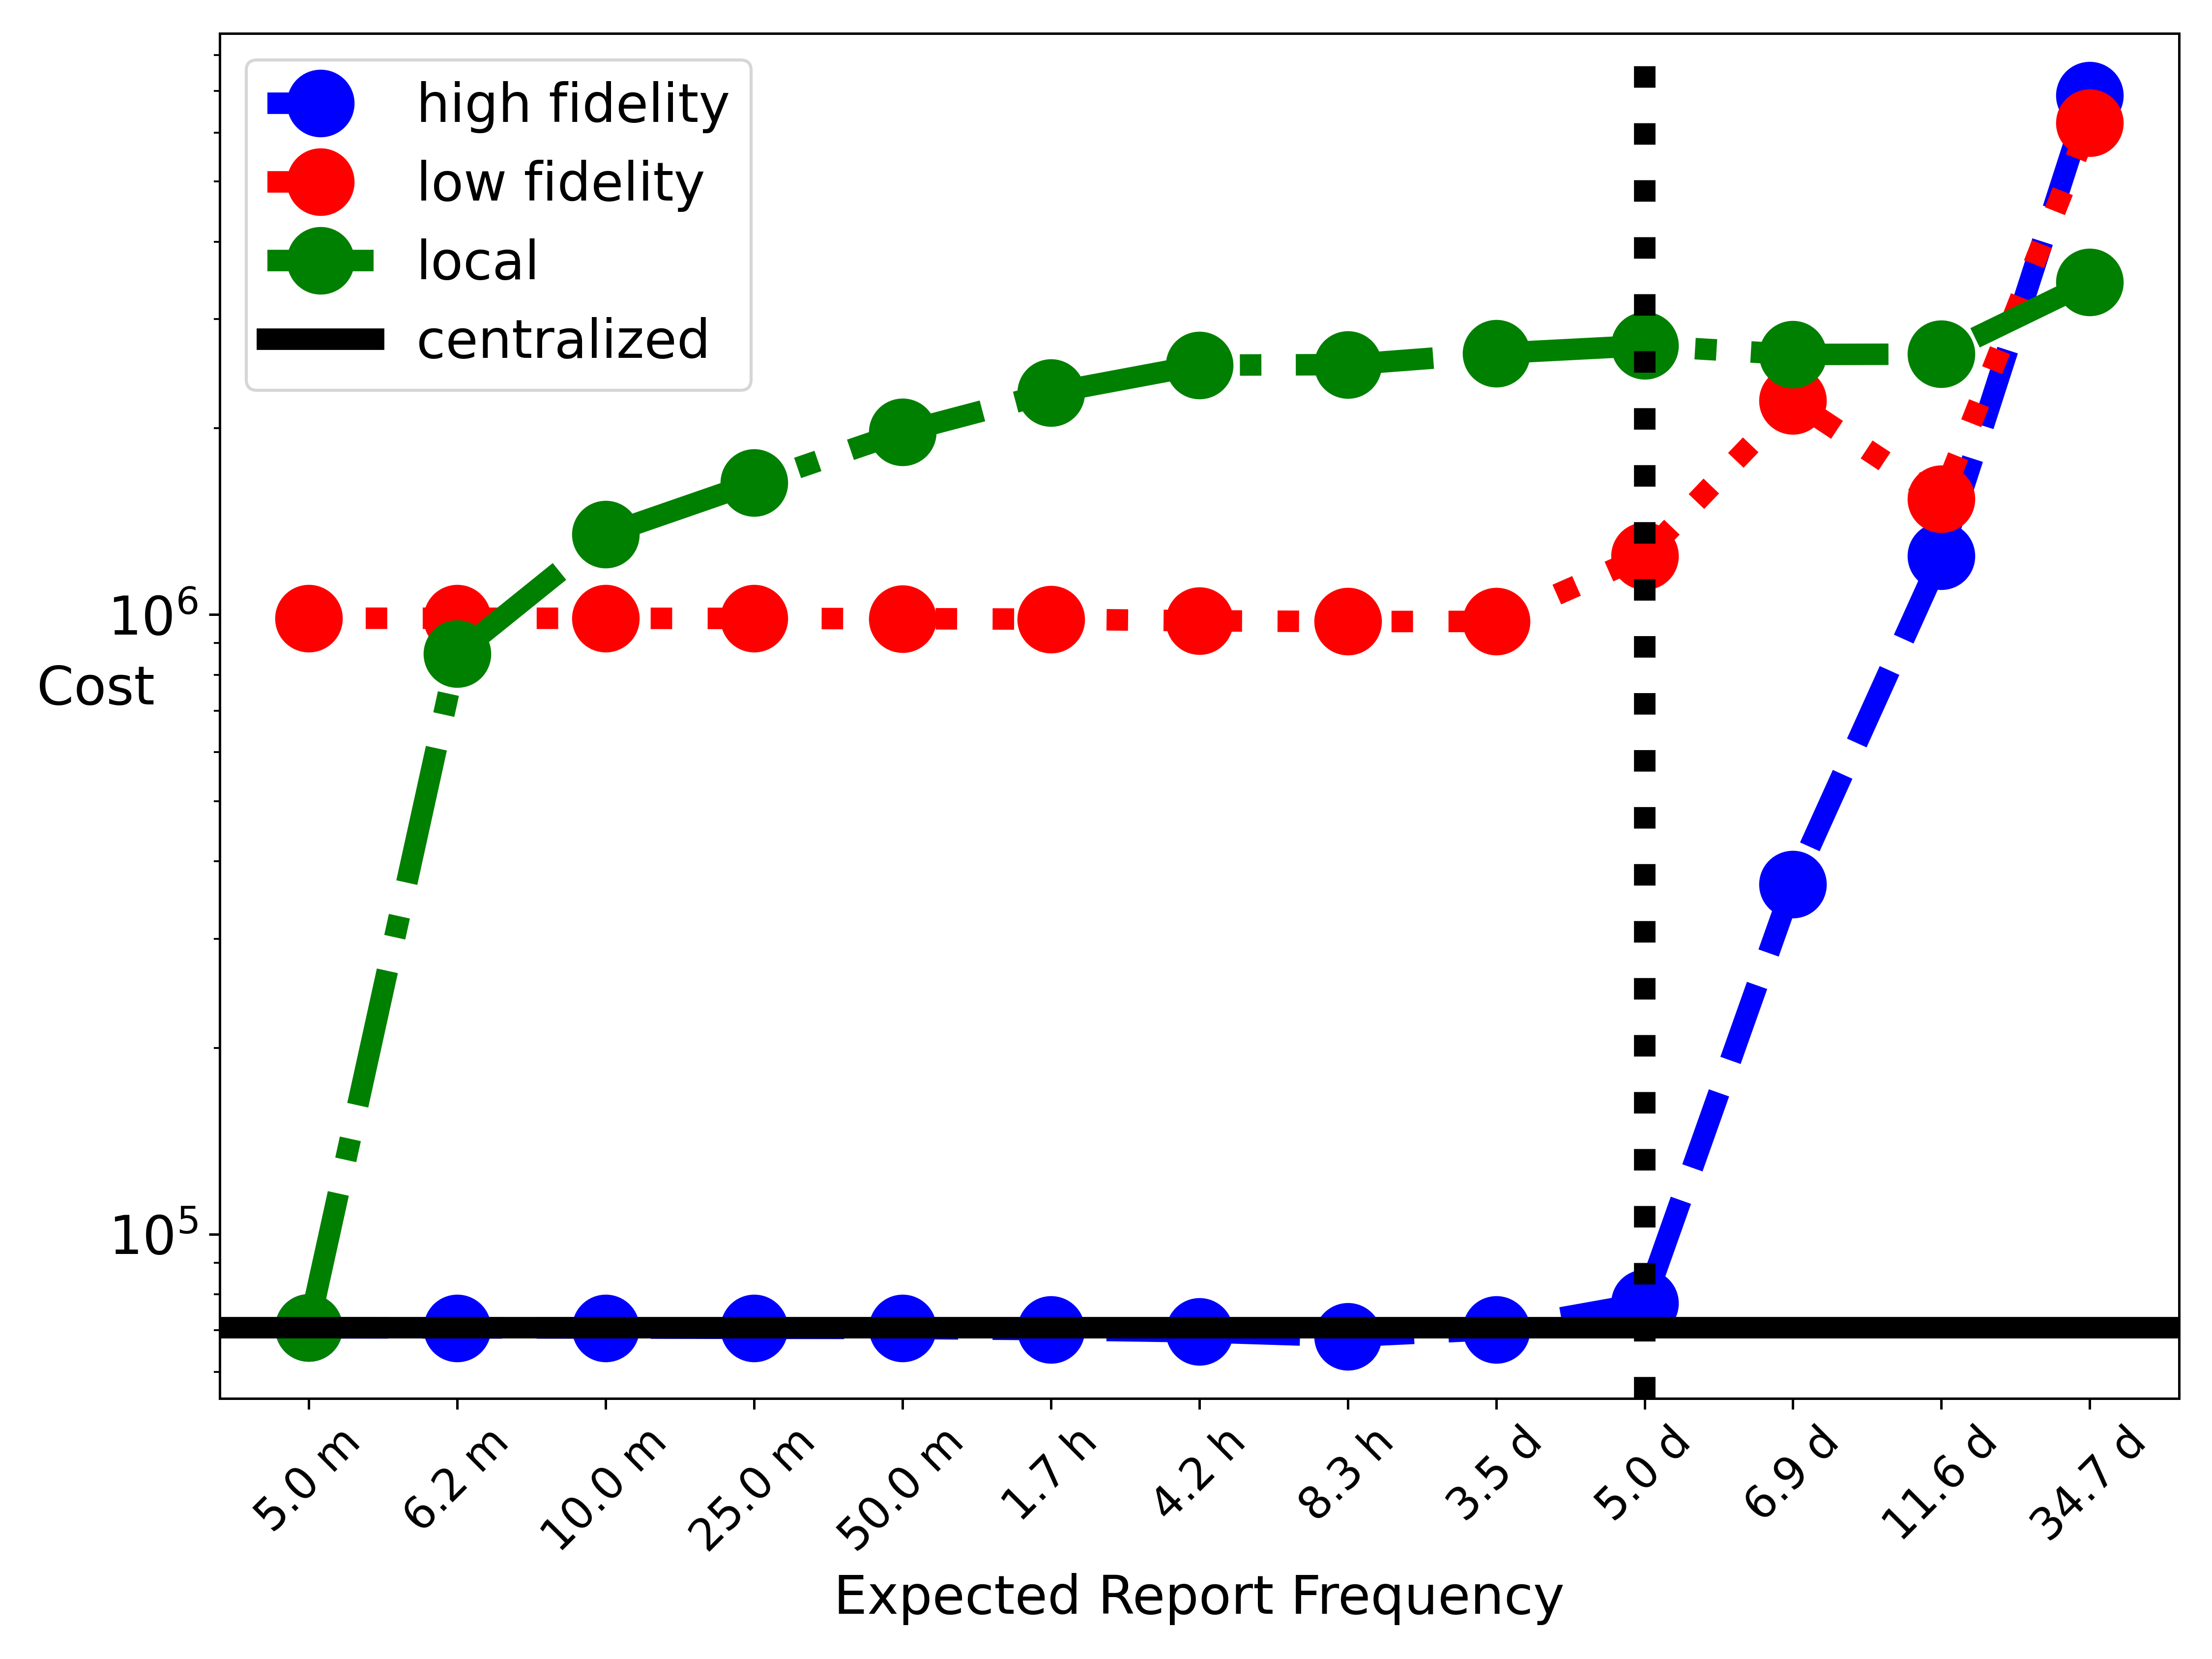 high fidelity
low fidelity
local
centralized
10^6
Cost
10^5
5.0 m
6.2 m
10.0 m
25.0 m
50.0 m
1.7 h
4.2 h
8.3 h
3.5 d
5.0 d
6.9 d
11.6 d
34.7 d
Expected Report Frequency